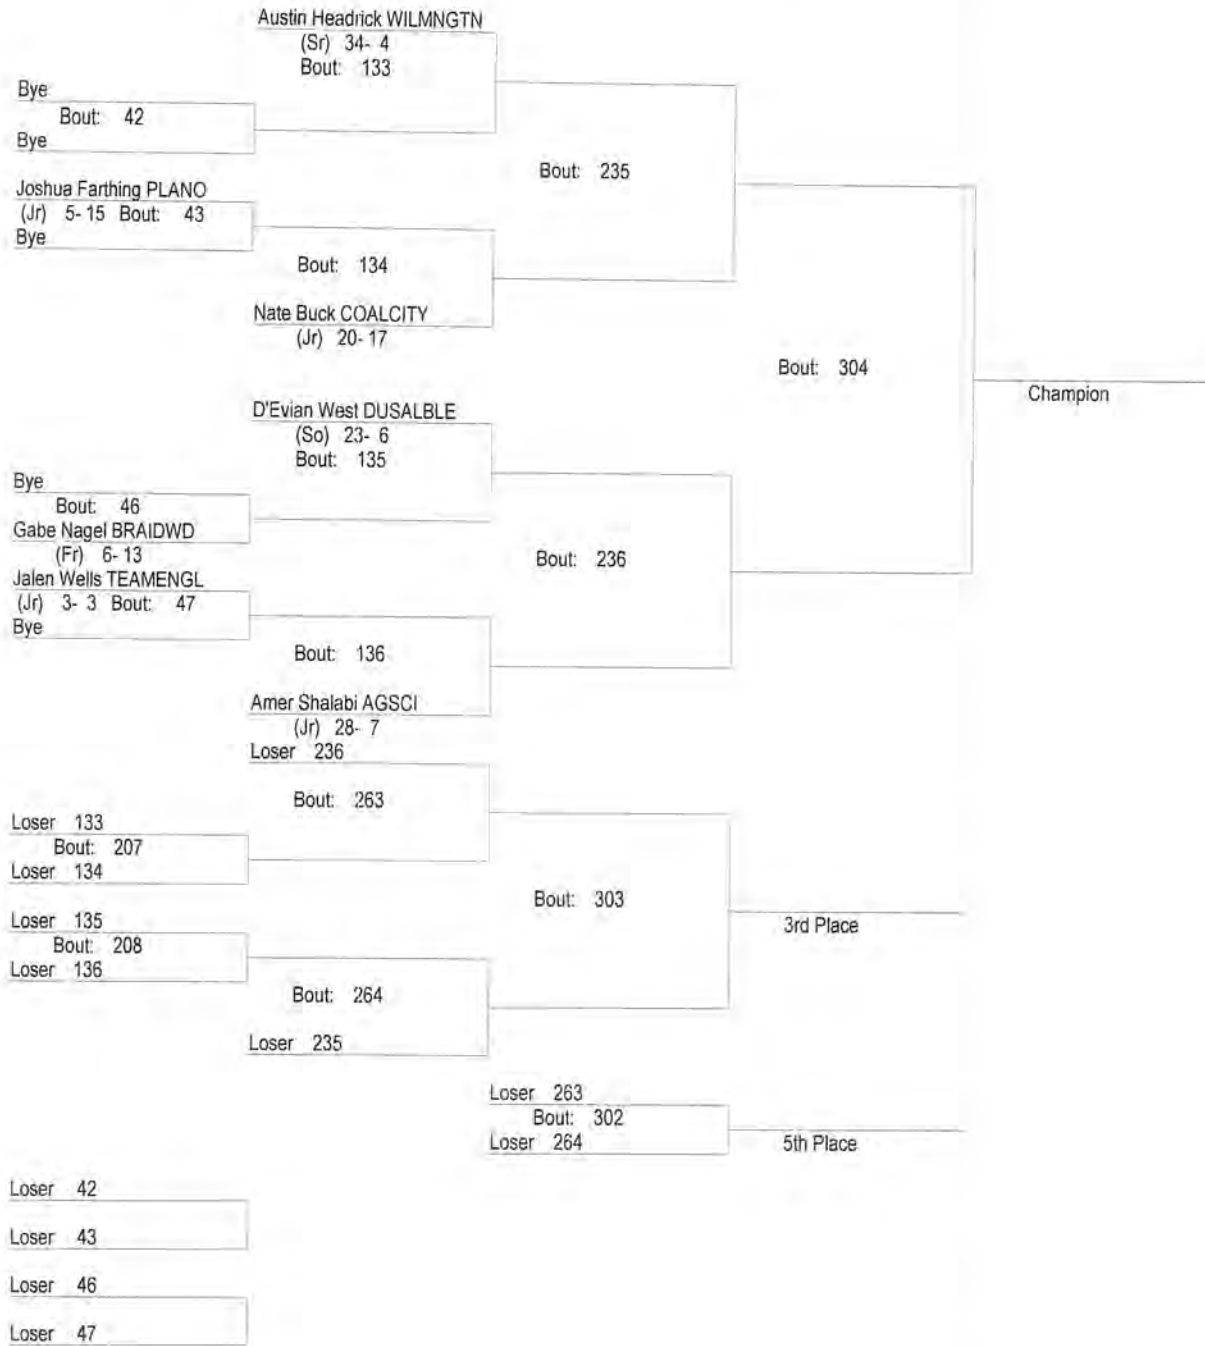 Austin Headrick WILMNGTN
(Sr) 34- 4
Bout: 133
Bye
Bout: 42
Bye
Bout: 235
Joshua Farthing PLANO
(Jr) 5- 15 Bout: 43
Bye
Bout: 134
Nate Buck COALCITY
(Jr) 20- 17
Bout: 304
Champion
D'Evian West DUSALBLE
(So) 23- 6
Bout: 135
Bye
Bout: 46
Gabe Nagel BRAIDWD
(Fr) 6- 13
Bout: 236
Jalen Wells TEAMENGL
(Jr) 3- 3 Bout: 47
Bye
Bout: 136
Amer Shalabi AGSCI
(Jr) 28- 7
Loser 236
Bout: 263
Loser 133
Bout: 207
Loser 134
Bout: 303
Loser 135
3rd Place
Bout: 208
Loser 136
Bout: 264
Loser 235
Loser 263
Bout: 302
Loser 264
5th Place
Loser 42
Loser 43
Loser 46
Loser 47